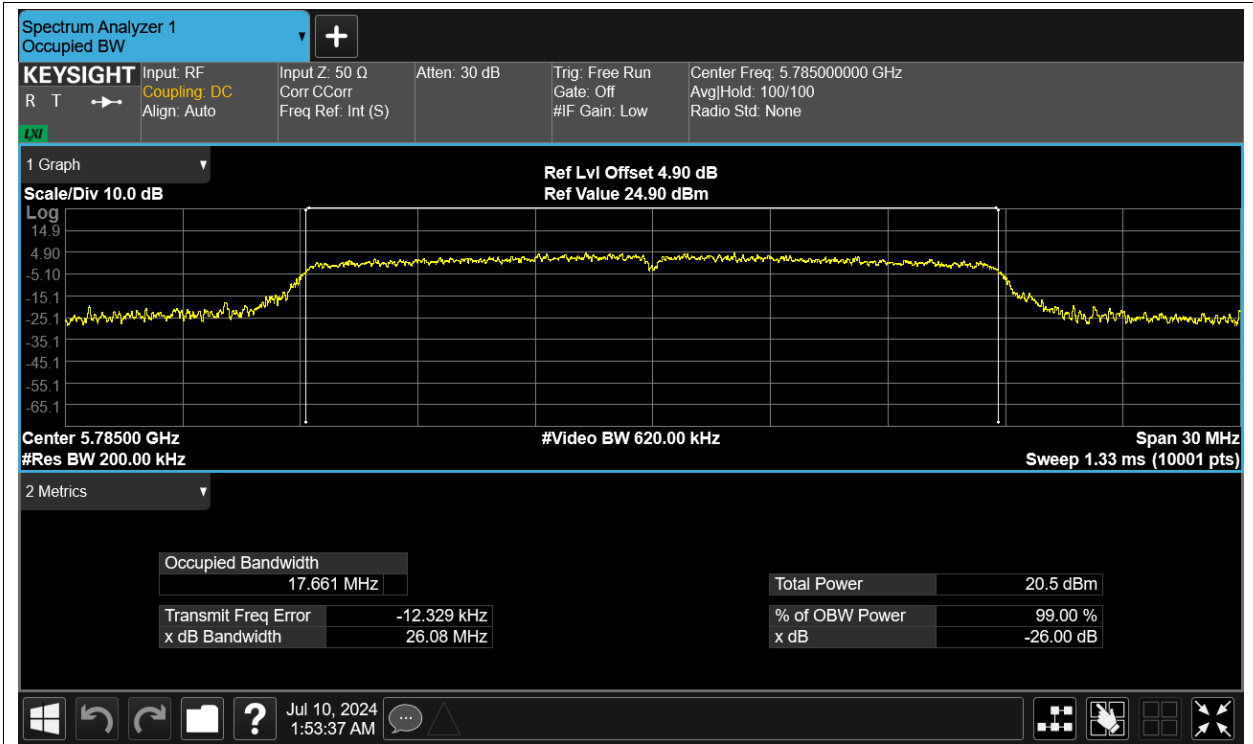 Spectrum Analyzer 1
Occupied BW
KEYSIGHT
R T
LXI
Input: RF
Coupling: DC
Align: Auto
Input Z: 50 Ω
Corr CCorr
Freq Ref: Int (S)
Atten: 30 dB
Trig: Free Run
Gate: Off
#IF Gain: Low
Center Freq: 5.785000000 GHz
Avg|Hold: 100/100
Radio Std: None
1 Graph
Scale/Div 10.0 dB
Ref Lvl Offset 4.90 dB
Ref Value 24.90 dBm
Log
14.9
4.90
-5.10
-15.1
-25.1
-35.1
-45.1
-55.1
-65.1
Center 5.78500 GHz
#Video BW 620.00 kHz
Span 30 MHz
#Res BW 200.00 kHz
Sweep 1.33 ms (10001 pts)
2 Metrics
Occupied Bandwidth
17.661 MHz
Total Power 20.5 dBm
Transmit Freq Error -12.329 kHz
% of OBW Power 99.00 %
x dB Bandwidth 26.08 MHz
x dB -26.00 dB
?
Jul 10, 2024
1:53:37 AM